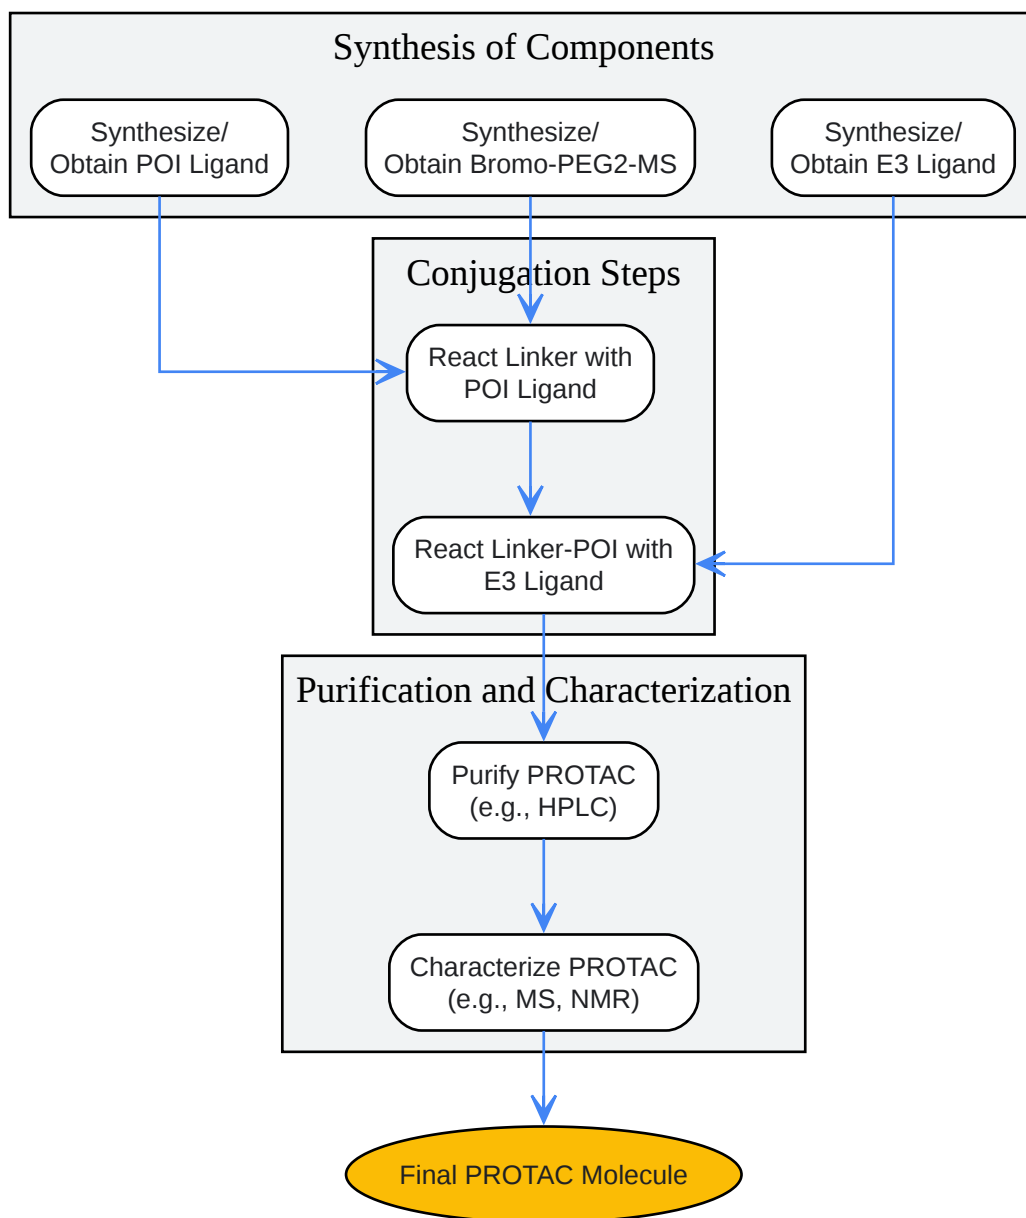 Synthesis of Components
Synthesize/
Obtain POI Ligand
Synthesize/
Obtain Bromo-PEG2-MS
Synthesize/
Obtain E3 Ligand
Conjugation Steps
React Linker with
POI Ligand
React Linker-POI with
E3 Ligand
Purification and Characterization
Purify PROTAC
(e.g., HPLC)
Characterize PROTAC
(e.g., MS, NMR)
Final PROTAC Molecule